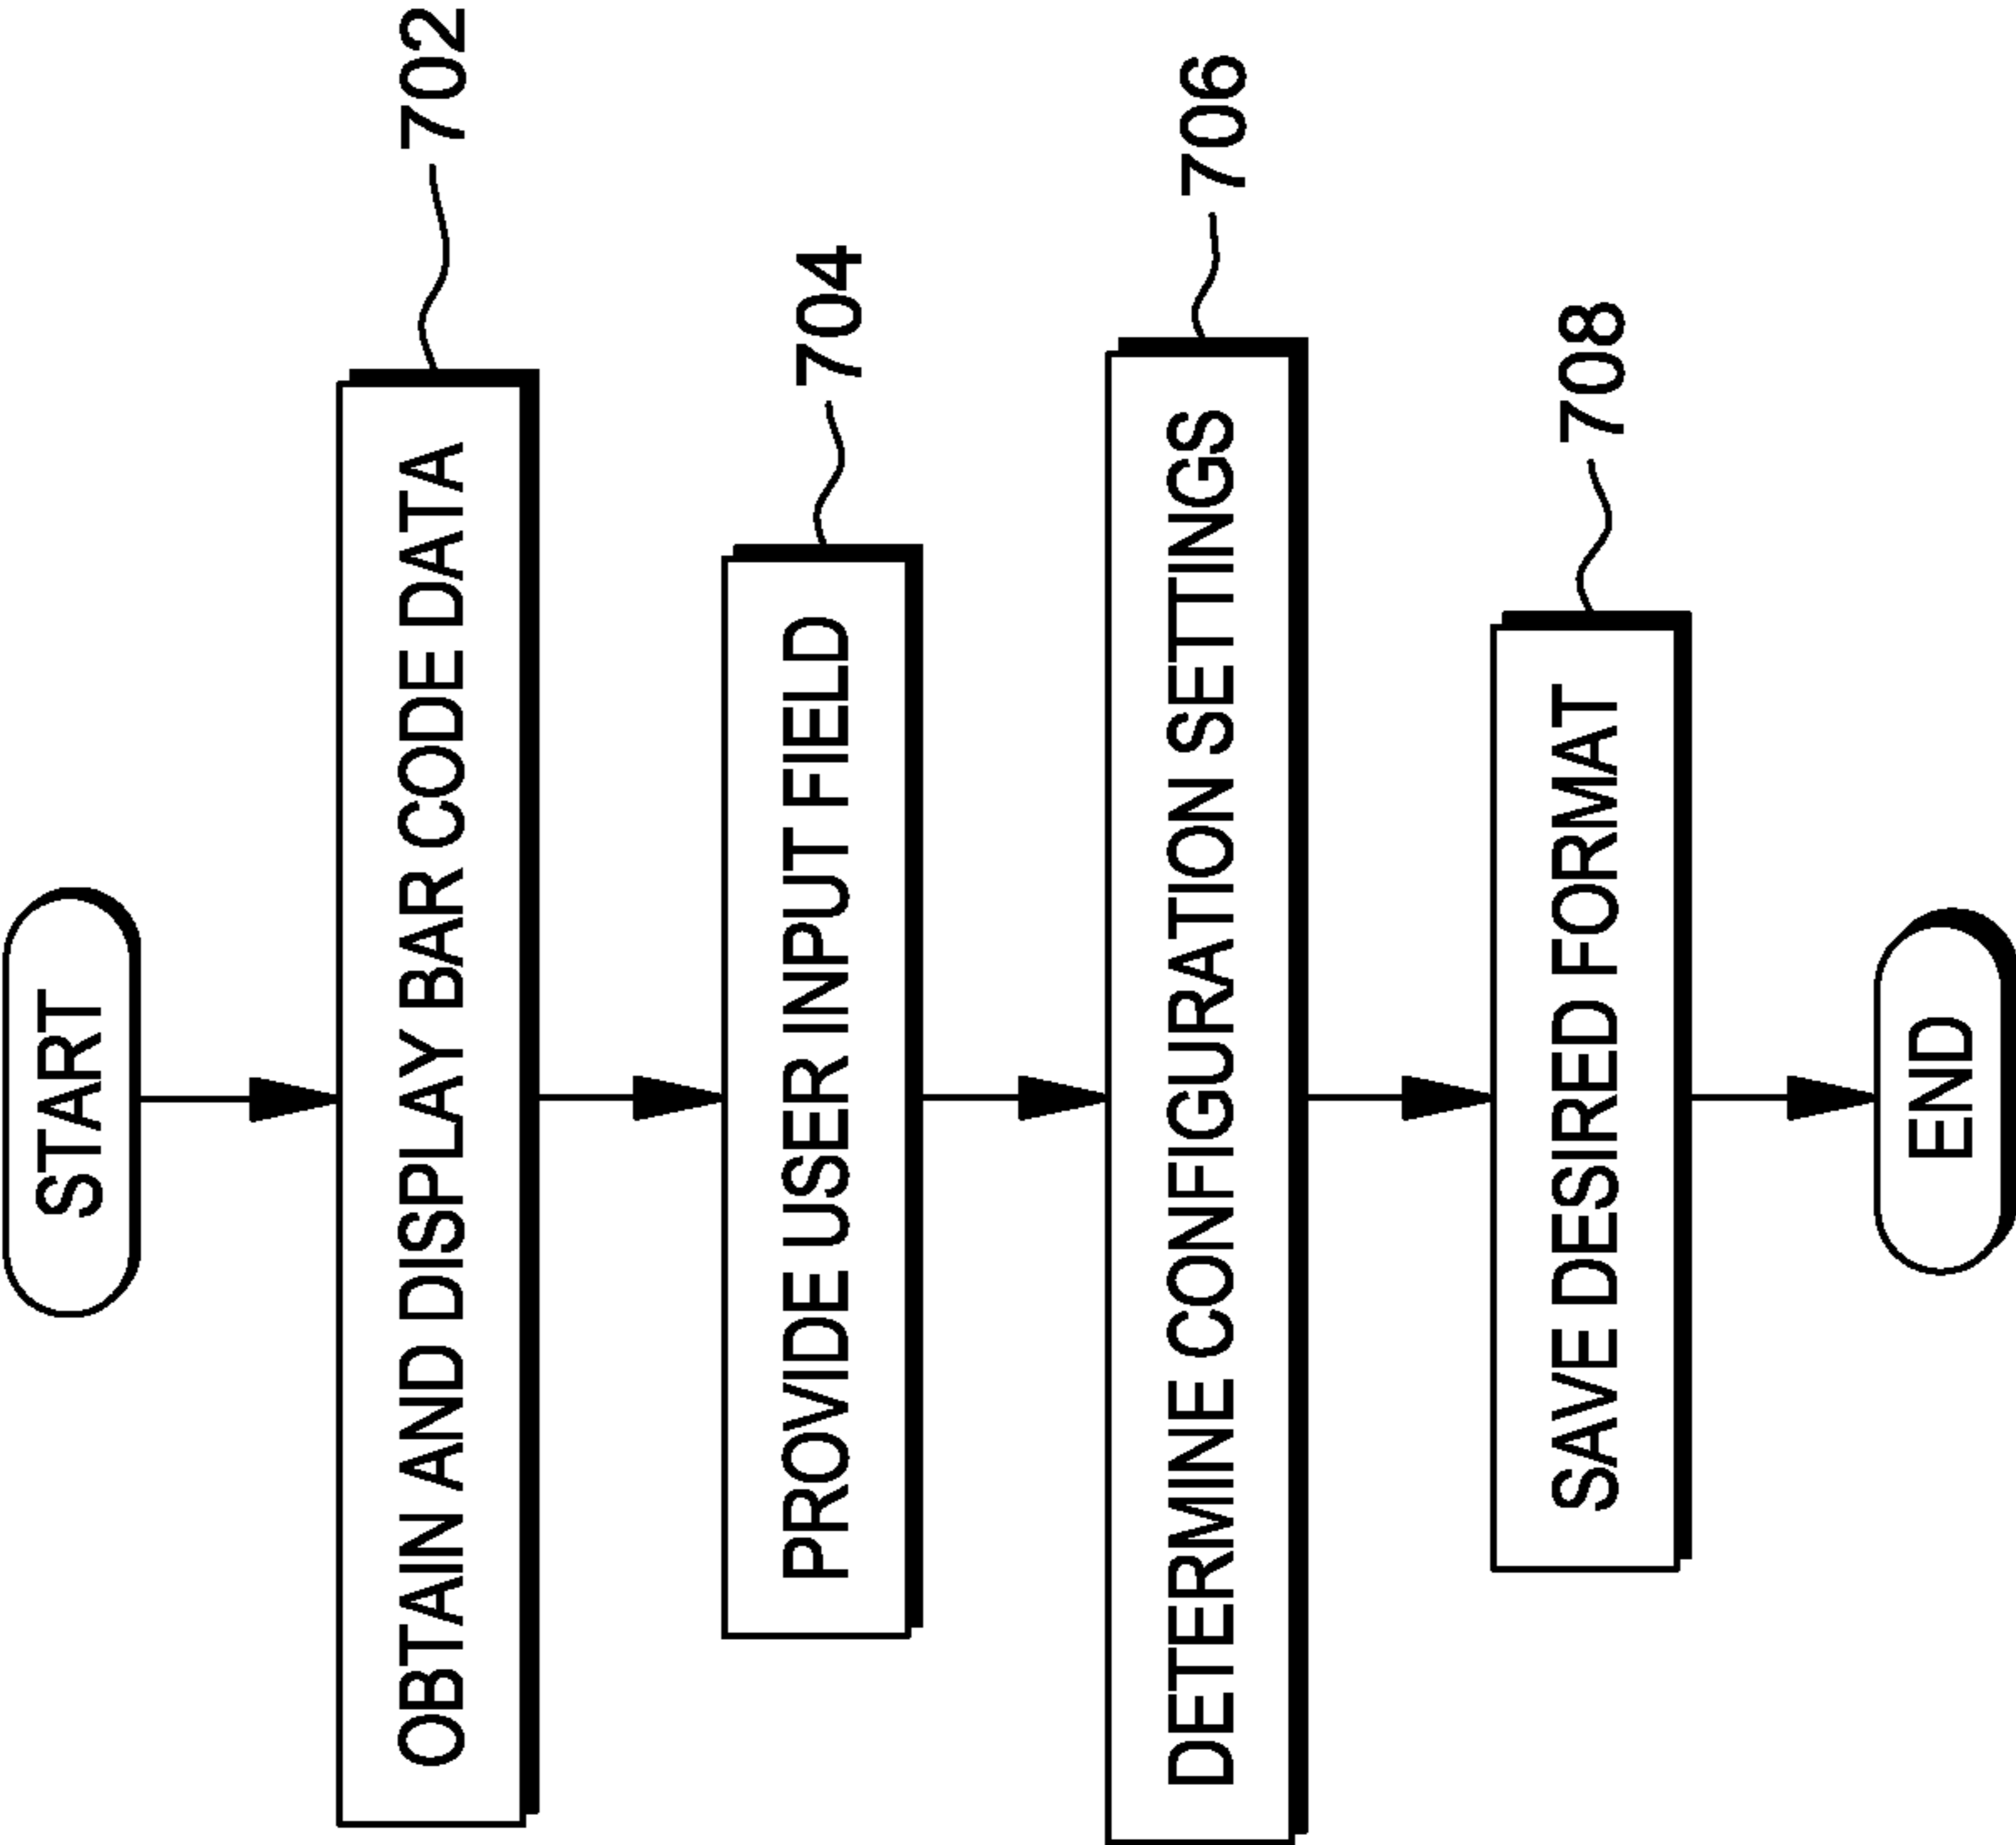 START
OBTAIN AND DISPLAY BAR CODE DATA
702
PROVIDE USER INPUT FIELD
704
DETERMINE CONFIGURATION SETTINGS
706
SAVE DESIRED FORMAT
708
END